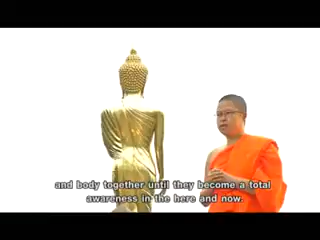 and body together until they become a total
awareness in the here and now.